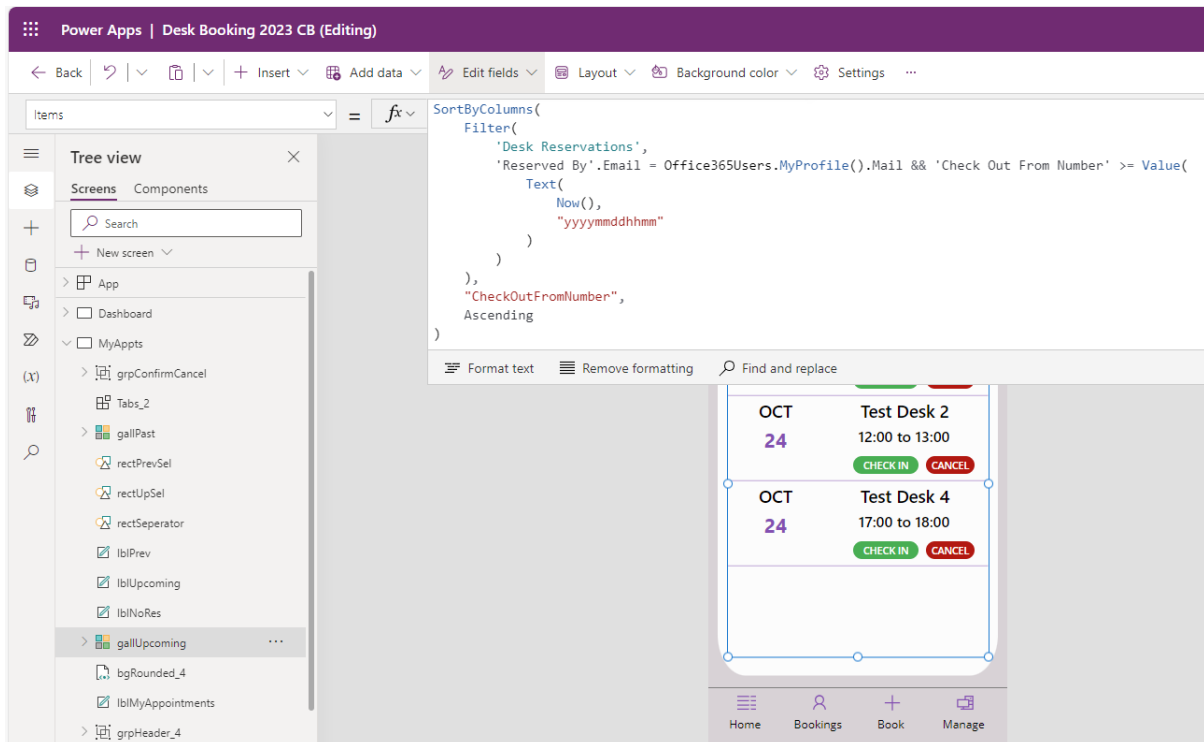 Power Apps | Desk Booking 2023 CB (Editing)
Back Insert Add data Edit fields Layout Background color Settings ...
Items = fx
SortByColumns(
Filter(
'Desk Reservations',
'Reserved By'.Email = Office365Users.MyProfile().Mail && 'Check Out From Number' >= Value(
Text(
Now(),
"yyyymmddhhmm"
)
)
),
"CheckOutFromNumber",
Ascending
)
Format text Remove formatting Find and replace
Tree view
Screens Components
Search
New screen
App
Dashboard
MyAppts
grpConfirmCancel
Tabs_2
gallPast
rectPrevSel
rectUpSel
rectSeperator
lblPrev
lblUpcoming
lblNoRes
gallUpcoming ...
bgRounded_4
lblMyAppointments
grpHeader_4
(x)
OCT Test Desk 2
24 12:00 to 13:00
CHECK IN CANCEL
OCT Test Desk 4
24 17:00 to 18:00
CHECK IN CANCEL
Home Bookings Book Manage